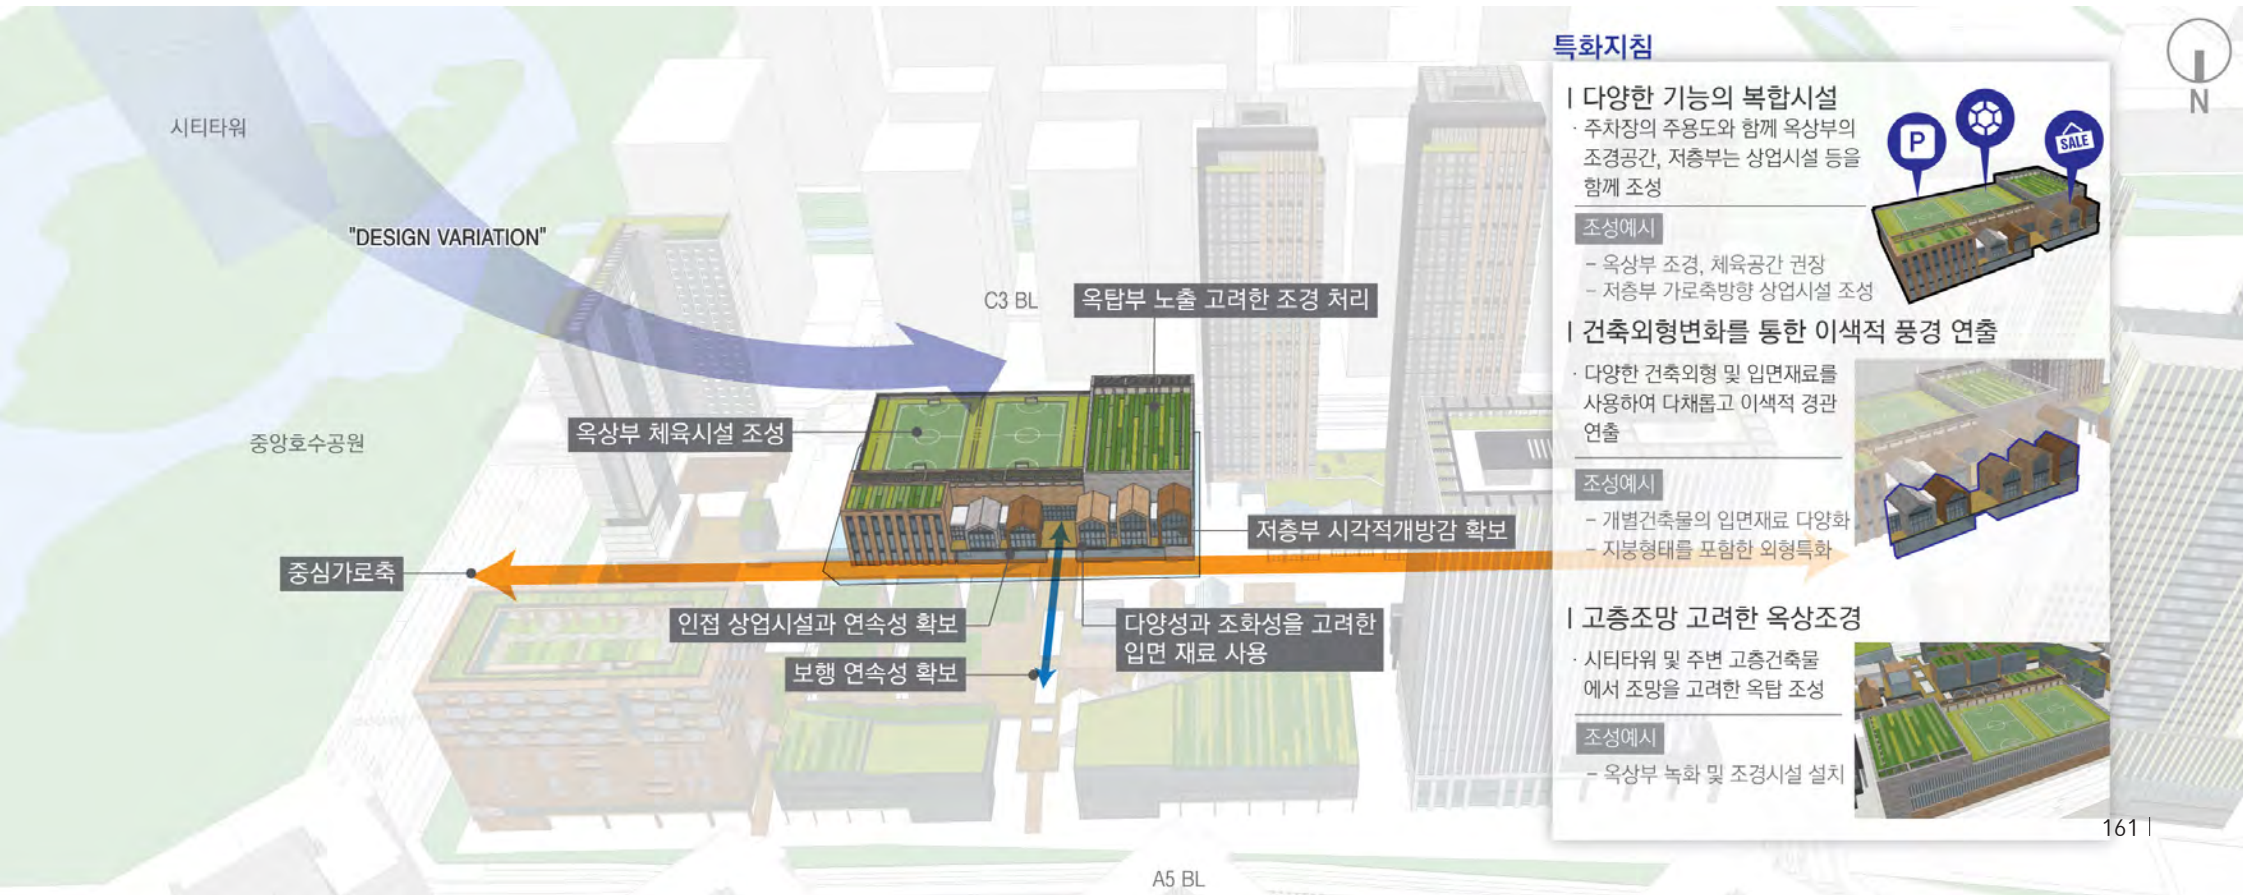 시티타워
"DESIGN VARIATION"
C3 BL
옥탑부 노출 고려한 조경 처리
옥상부 체육시설 조성
중앙호수공원
저층부 시각적개방감 확보
중심가로축
인접 상업시설과 연속성 확보
다양성과 조화성을 고려한
입면 재료 사용
보행 연속성 확보
A5 BL
특화지침
다양한 기능의 복합시설
· 주차장의 주용도와 함께 옥상부의
조경공간, 저층부는 상업시설 등을
함께 조성
조성예시
- 옥상부 조경, 체육공간 권장
- 저층부 가로축방향 상업시설 조성
P
SALE
건축외형변화를 통한 이색적 풍경 연출
· 다양한 건축외형 및 입면재료를
사용하여 다채롭고 이색적 경관
연출
조성예시
- 개별건축물의 입면재료 다양화
- 지붕형태를 포함한 외형특화
고층조망 고려한 옥상조경
· 시티타워 및 주변 고층건축물
에서 조망을 고려한 옥탑 조성
조성예시
- 옥상부 녹화 및 조경시설 설치
N
161